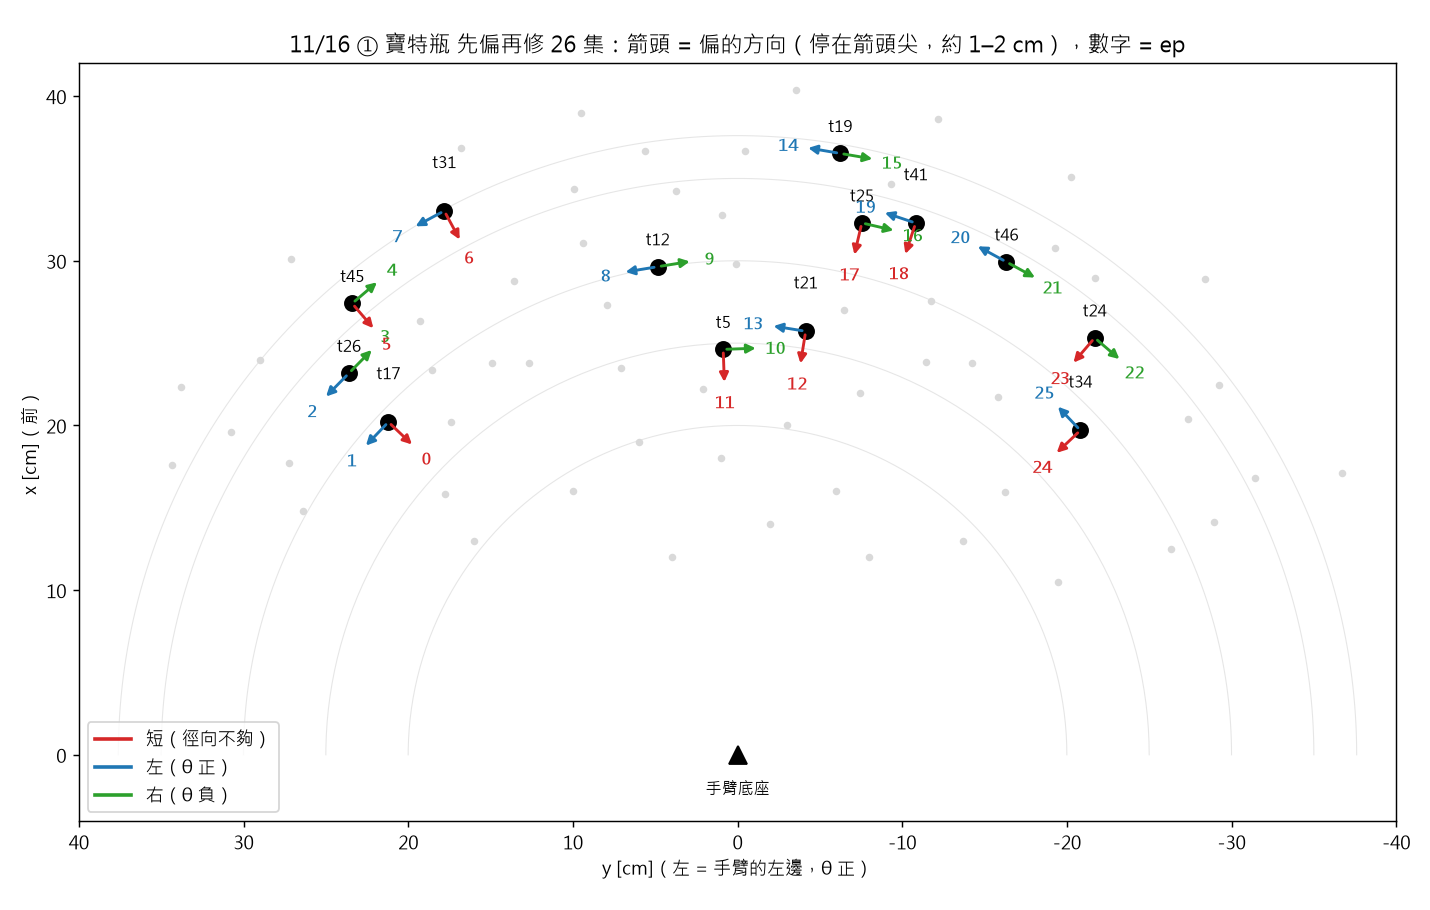 11/16 ① 寶特瓶 先偏再修 26 集：箭頭 = 偏的方向（停在箭頭尖，約 1–2 cm），數字 = ep
40
30
20
10
0
x [cm]（前）
t19
14
15
t31
t41
t25
19
7
6
16
t12
8
9
17
18
20
t46
21
t45
4
t21
3
5
t5
13
10
t24
t26
t17
12
23
t34
22
2
11
25
1
0
24
手臂底座
短（徑向不夠）
左（θ 正）
右（θ 負）
40
30
20
10
0
-10
-20
-30
-40
y [cm]（左 = 手臂的左邊，θ 正）